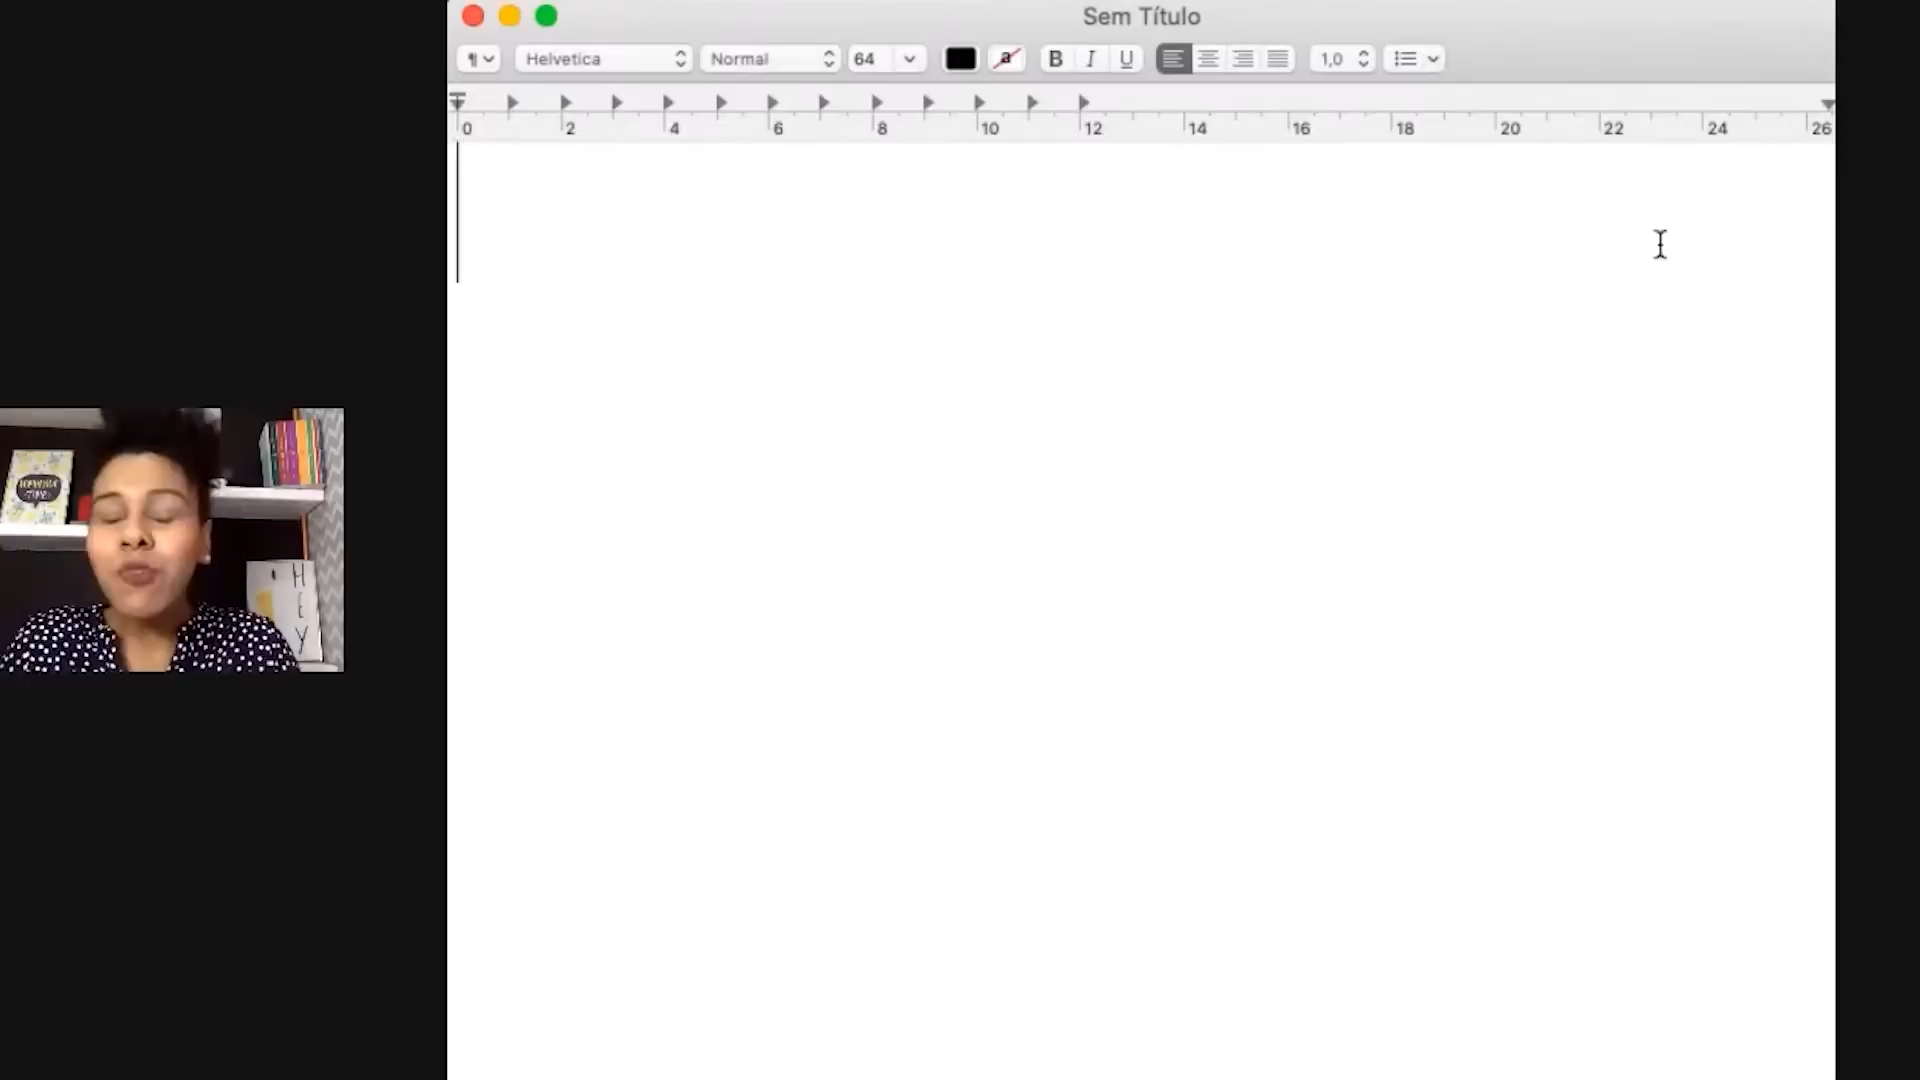 Sem Título
¶ Helvetica Normal 64 a B I U 1,0
0 2 4 6 8 10 12 14 16 18 20 22 24 26
H
E
Y